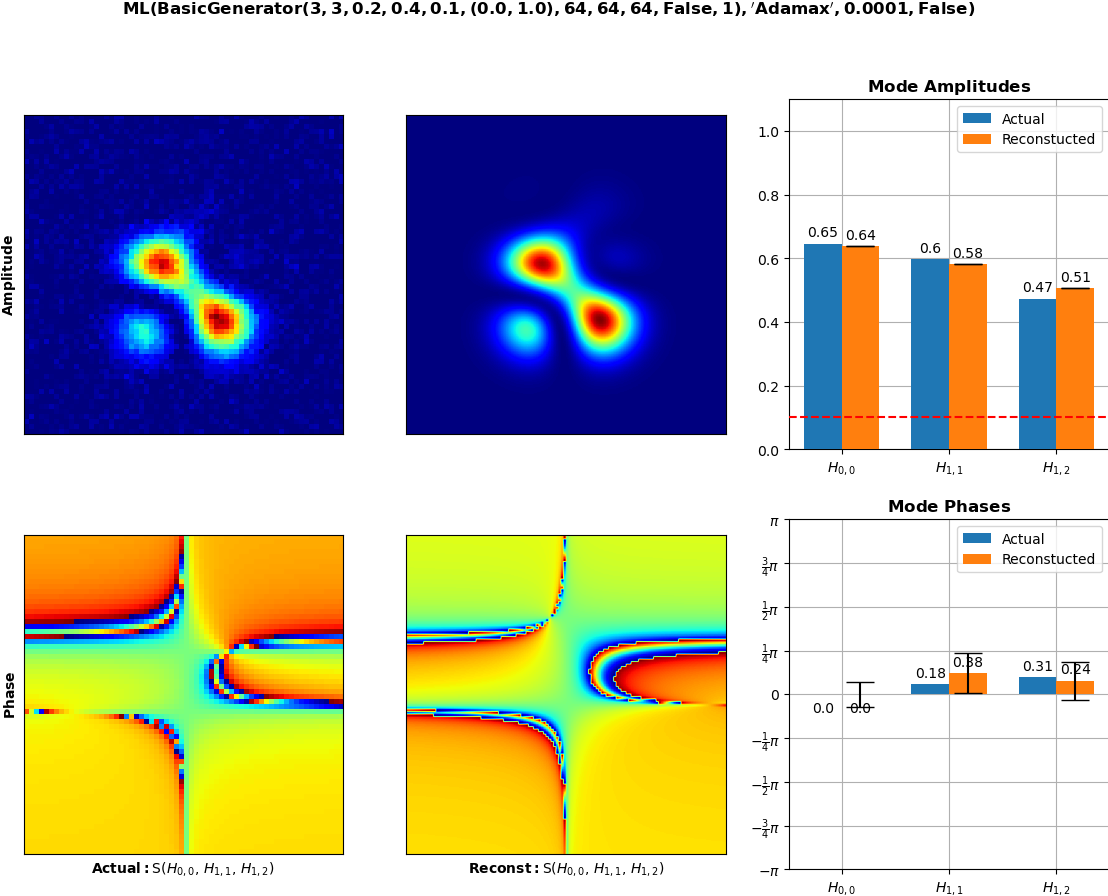 ML(BasicGenerator(3, 3, 0.2, 0.4, 0.1, (0.0, 1.0), 64, 64, 64, False, 1), 'Adamax', 0.0001, False)
Amplitude
Mode Amplitudes
Actual
Reconstucted
1.0
0.8
0.6
0.4
0.2
0.0
0.65
0.64
0.6
0.58
0.47
0.51
H0,0
H1,1
H1,2
Phase
Actual: S(H0,0, H1,1, H1,2)
Reconst: S(H0,0, H1,1, H1,2)
Mode Phases
Actual
Reconstucted
π
3/4π
1/2π
1/4π
0
−1/4π
−1/2π
−3/4π
−π
0.0
0.0
0.18
0.38
0.31
0.24
H0,0
H1,1
H1,2